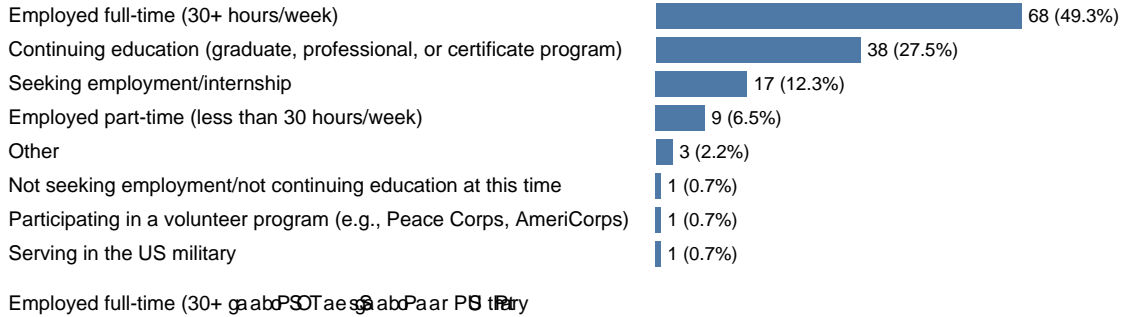 Employed full-time (30+ hours/week) 68 (49.3%)
Continuing education (graduate, professional, or certificate program) 38 (27.5%)
Seeking employment/internship 17 (12.3%)
Employed part-time (less than 30 hours/week) 9 (6.5%)
Other 3 (2.2%)
Not seeking employment/not continuing education at this time 1 (0.7%)
Participating in a volunteer program (e.g., Peace Corps, AmeriCorps) 1 (0.7%)
Serving in the US military 1 (0.7%)
Employed full-time (30+